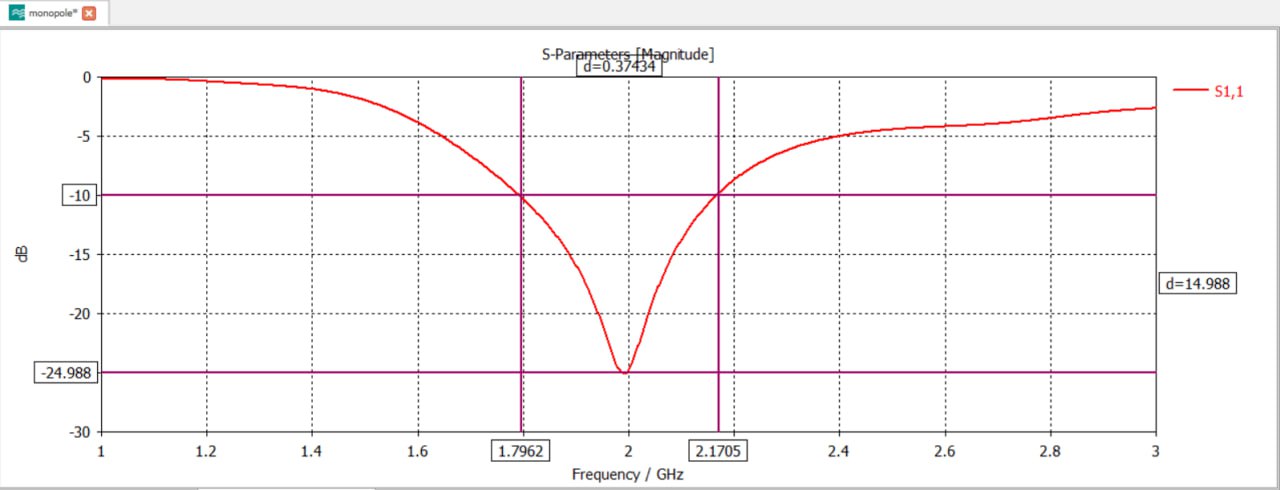 monopole*
S-Parameters [Magnitude]
d=0.37434
0
-5
-10
-15
-20
-24.988
-30
dB
S1,1
d=14.988
1 1.2 1.4 1.6 1.7962 2 2.1705 2.4 2.6 2.8 3
Frequency / GHz